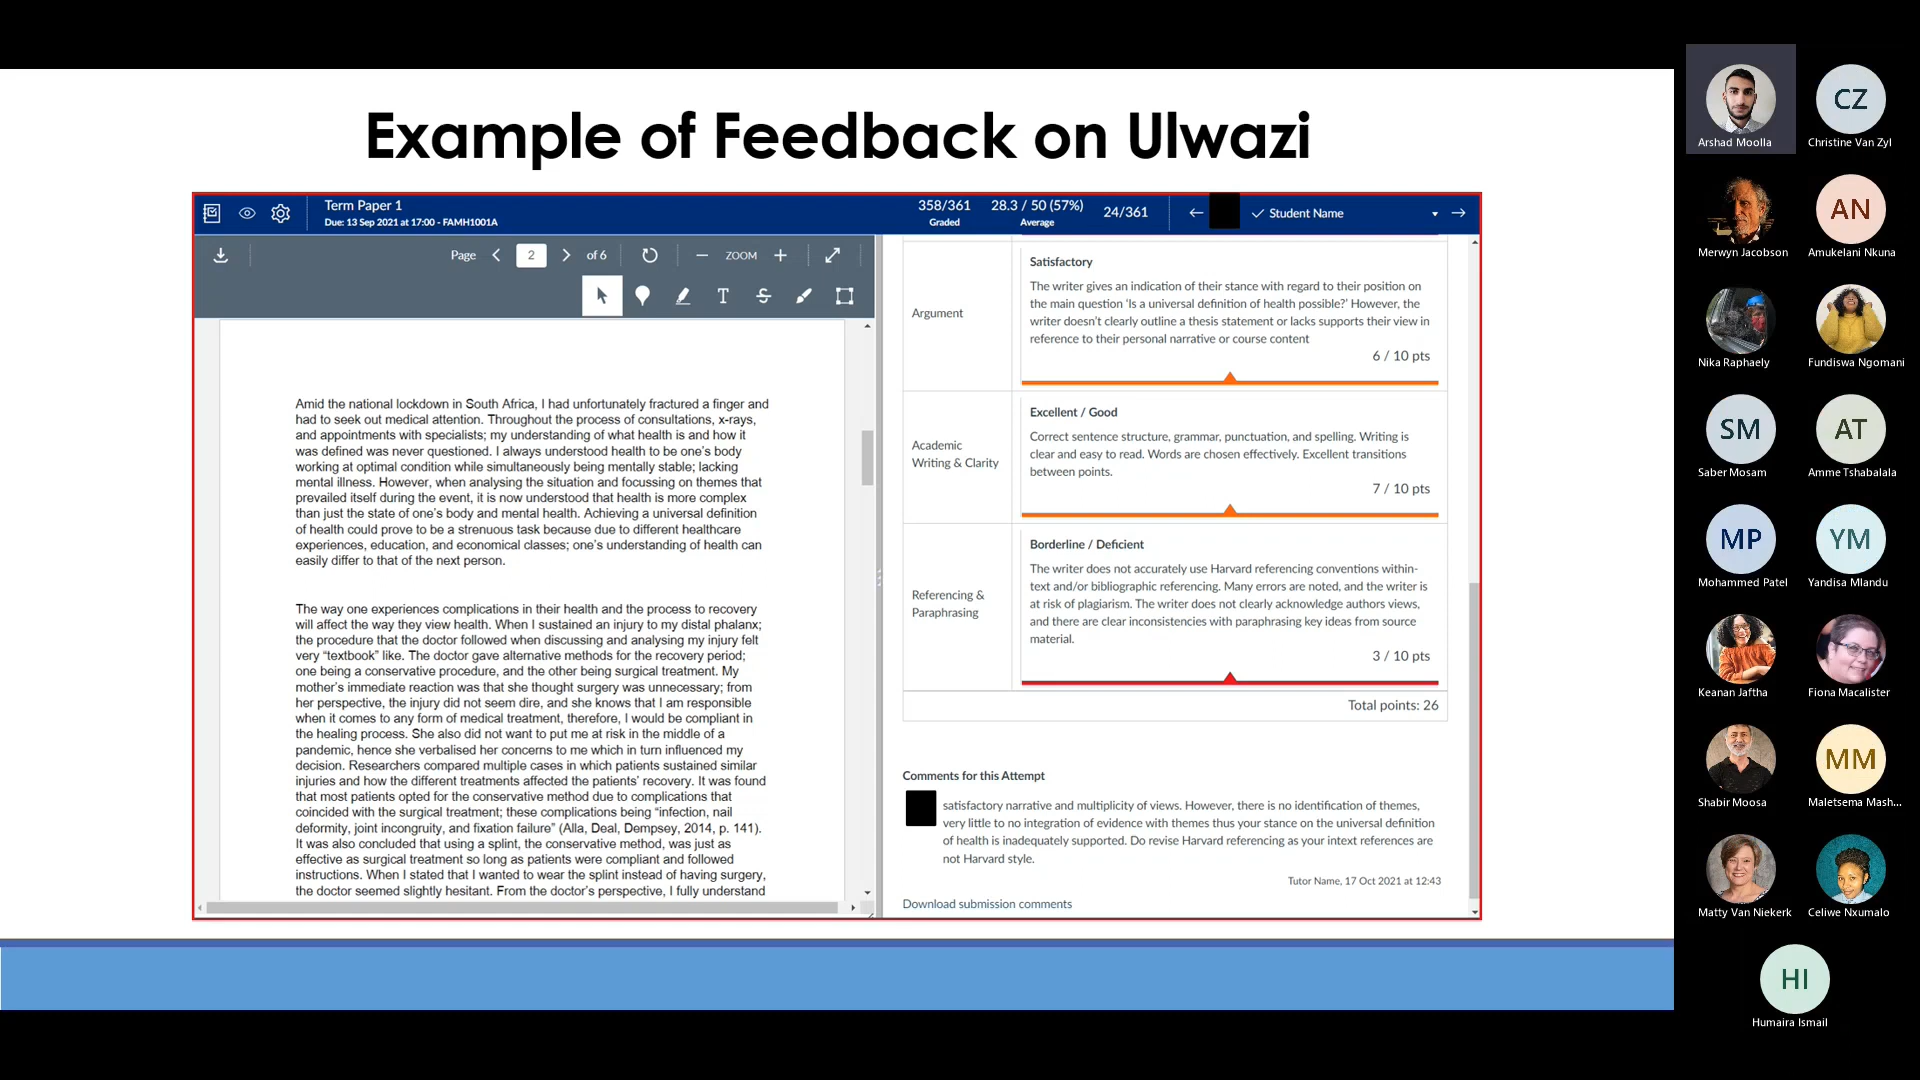 Example of Feedback on Ulwazi
Term Paper 1
Due: 13 Sep 2021 at 17:00 - FAMH1001A
358/361
Graded
28.3 / 50 (57%)
Average
24/361
Student Name
Page
2
of 6
ZOOM
T
S
Amid the national lockdown in South Africa, I had unfortunately fractured a finger and
had to seek out medical attention. Throughout the process of consultations, x-rays,
and appointments with specialists; my understanding of what health is and how it
was defined was never questioned. I always understood health to be one's body
working at optimal condition while simultaneously being mentally stable; lacking
mental illness. However, when analysing the situation and focussing on themes that
prevailed itself during the event, it is now understood that health is more complex
than just the state of one's body and mental health. Achieving a universal definition
of health could prove to be a strenuous task because due to different healthcare
experiences, education, and economical classes; one's understanding of health can
easily differ to that of the next person.
The way one experiences complications in their health and the process to recovery
will affect the way they view health. When I sustained an injury to my distal phalanx;
the procedure that the doctor followed when discussing and analysing my injury felt
very “textbook” like. The doctor gave alternative methods for the recovery period;
one being a conservative procedure, and the other being surgical treatment. My
mother's immediate reaction was that she thought surgery was unnecessary; from
her perspective, the injury did not seem dire, and she knows that I am responsible
when it comes to any form of medical treatment, therefore, I would be compliant in
the healing process. She also did not want to put me at risk in the middle of a
pandemic, hence she verbalised her concerns to me which in turn influenced my
decision. Researchers compared multiple cases in which patients sustained similar
injuries and how the different treatments affected the patients' recovery. It was found
that most patients opted for the conservative method due to complications that
coincided with the surgical treatment; these complications being “infection, nail
deformity, joint incongruity, and fixation failure” (Alla, Deal, Dempsey, 2014, p. 141).
It was also concluded that using a splint, the conservative method, was just as
effective as surgical treatment so long as patients were compliant and followed
instructions. When I stated that I wanted to wear the splint instead of having surgery,
the doctor seemed slightly hesitant. From the doctor's perspective, I fully understand
Argument
Satisfactory
The writer gives an indication of their stance with regard to their position on
the main question 'Is a universal definition of health possible?' However, the
writer doesn't clearly outline a thesis statement or lacks supports their view in
reference to their personal narrative or course content
6 / 10 pts
Academic
Writing & Clarity
Excellent / Good
Correct sentence structure, grammar, punctuation, and spelling. Writing is
clear and easy to read. Words are chosen effectively. Excellent transitions
between points.
7 / 10 pts
Referencing &
Paraphrasing
Borderline / Deficient
The writer does not accurately use Harvard referencing conventions within-
text and/or bibliographic referencing. Many errors are noted, and the writer is
at risk of plagiarism. The writer does not clearly acknowledge authors views,
and there are clear inconsistencies with paraphrasing key ideas from source
material.
3 / 10 pts
Total points: 26
Comments for this Attempt
satisfactory narrative and multiplicity of views. However, there is no identification of themes,
very little to no integration of evidence with themes thus your stance on the universal definition
of health is inadequately supported. Do revise Harvard referencing as your intext references are
not Harvard style.
Tutor Name, 17 Oct 2021 at 12:43
Download submission comments
Arshad Moolla
CZ
Christine Van Zyl
Merwyn Jacobson
AN
Amukelani Nkuna
Nika Raphaely
Fundiswa Ngomani
SM
Saber Mosam
AT
Amme Tshabalala
MP
Mohammed Patel
YM
Yandisa Mlandu
Keanan Jaftha
Fiona Macalister
Shabir Moosa
MM
Maletsema Mash...
Matty Van Niekerk
Celiwe Nxumalo
HI
Humaira Ismail